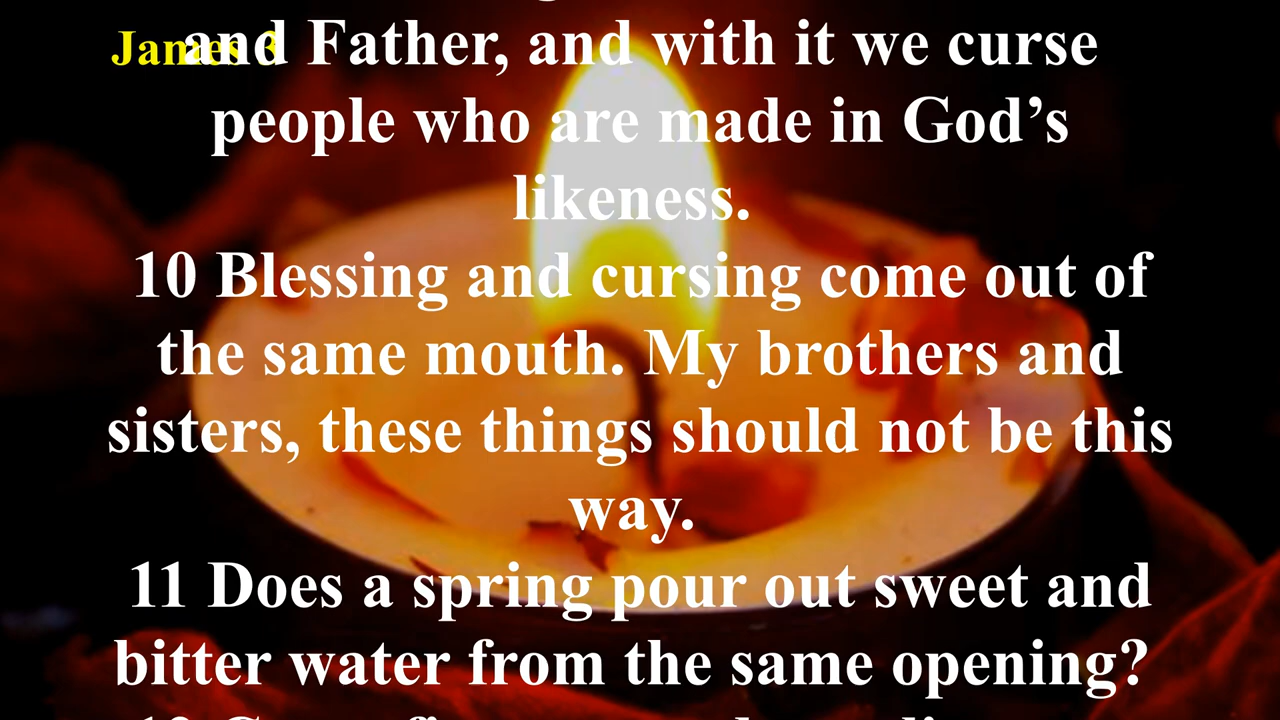 James 3
and Father, and with it we curse
people who are made in God’s
likeness.
10 Blessing and cursing come out of
the same mouth. My brothers and
sisters, these things should not be this
way.
11 Does a spring pour out sweet and
bitter water from the same opening?